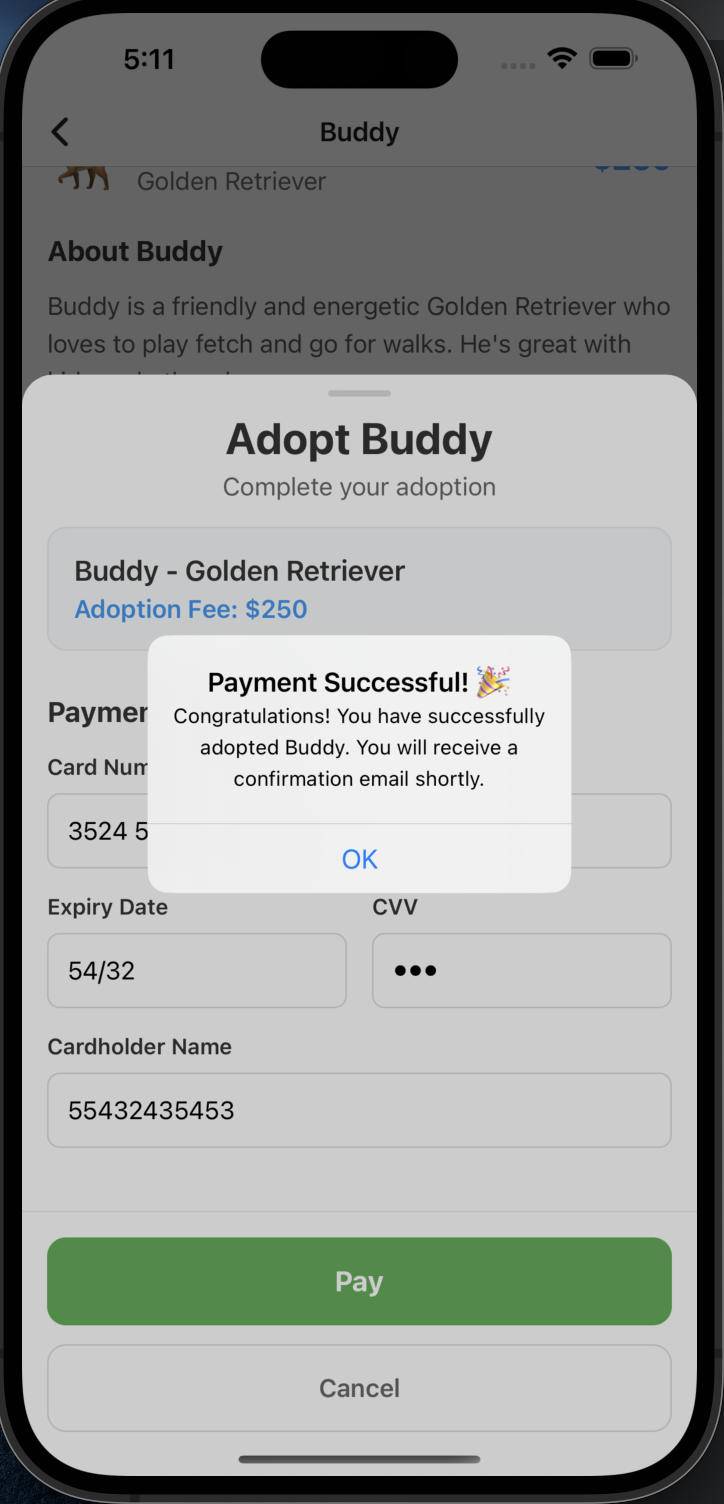 5:11
Buddy
Golden Retriever
About Buddy
Buddy is a friendly and energetic Golden Retriever who
loves to play fetch and go for walks. He's great with
Adopt Buddy
Complete your adoption
Buddy - Golden Retriever
Adoption Fee: $250
Payment Successful! 🎉
Congratulations! You have successfully
adopted Buddy. You will receive a
confirmation email shortly.
OK
Card
3524 5
Expiry Date
CVV
54/32
•••
Cardholder Name
55432435453
Pay
Cancel